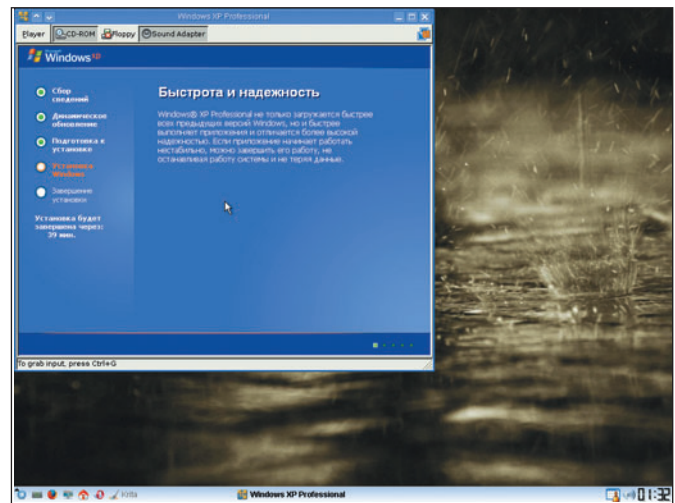 Windows XP Professional
Player CD-ROM Floppy Sound Adapter
Microsoft
Windows xp
Сбор
сведений
Динамическое
обновление
Подготовка к
установке
Установка
Windows
Завершение
установки
Установка будет
завершена через:
39 мин.
Быстрота и надежность
Windows® XP Professional не только загружается быстрее
всех предыдущих версий Windows, но и быстрее
выполняет приложения и отличается более высокой
надежностью. Если приложение начинает работать
нестабильно, можно завершить его работу, не
останавливая работу системы и не теряя данные.
To grab input, press Ctrl+G
Krita
Windows XP Professional
01:32